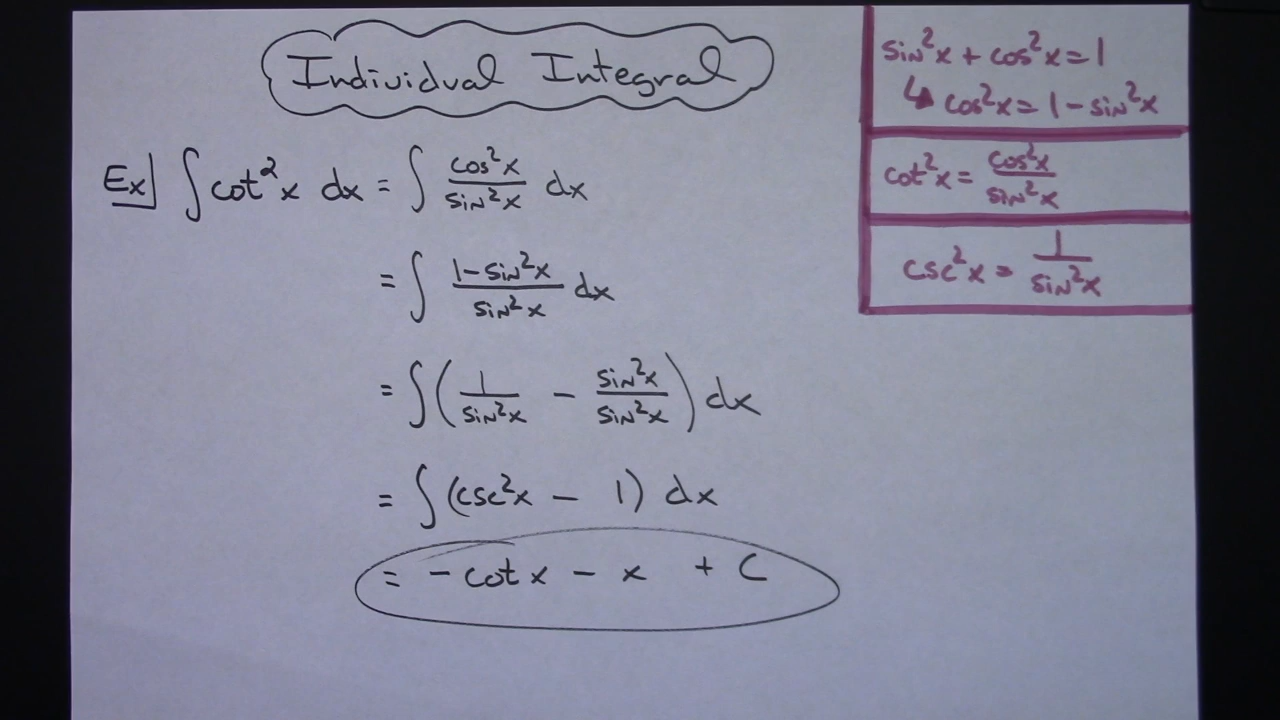 Individual Integral
Ex] ∫ cot²x dx = ∫ cos²x/sin²x dx
= ∫ 1-sin²x/sin²x dx
= ∫ (1/sin²x - sin²x/sin²x) dx
= ∫ (csc²x - 1) dx
= -cotx - x + C
sin²x + cos²x = 1
↳ cos²x = 1 - sin²x
cot²x = cos²x/sin²x
csc²x = 1/sin²x